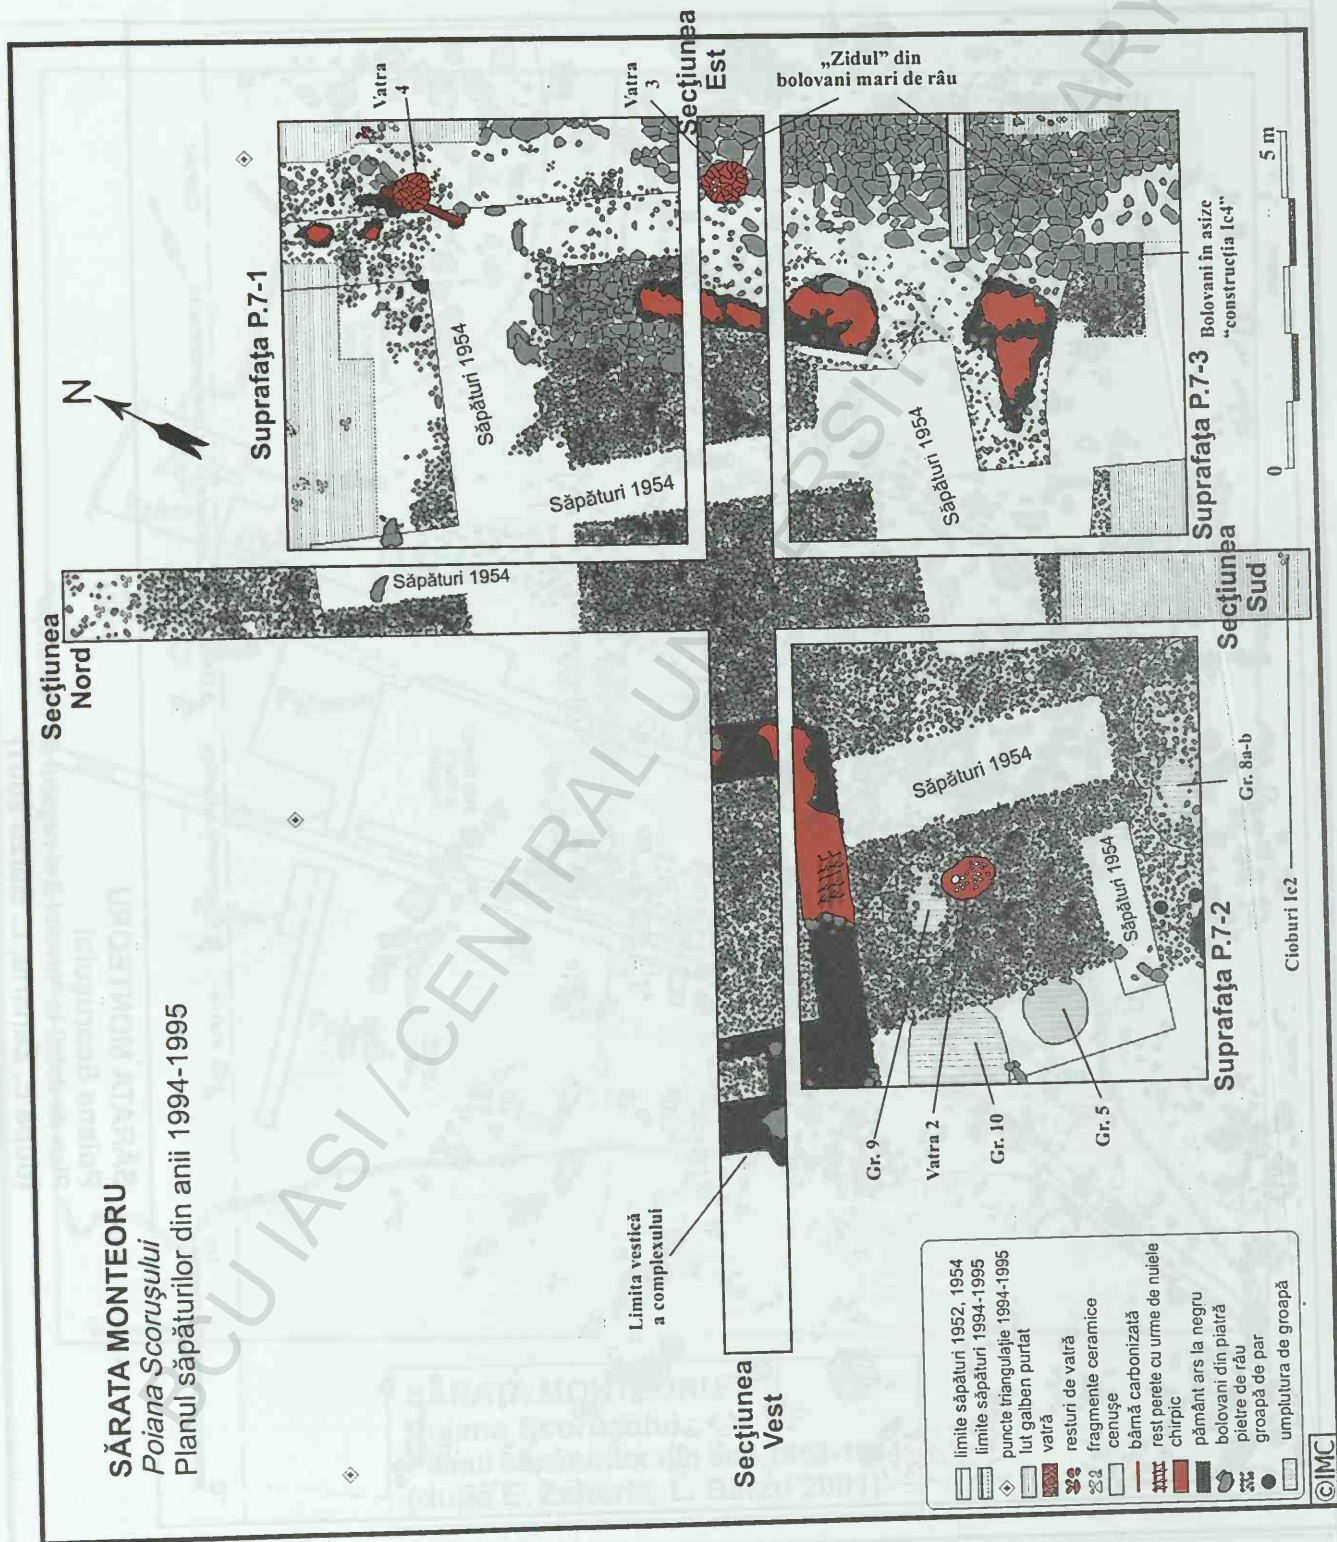 SĂRATA MONTEORU
Poiana Scoruşului
Planul săpăturilor din anii 1994-1995
N
Secţiunea
Nord
Săpături 1954
Suprafaţa P.7-1
Vatra
4
Săpături 1954
Săpături 1954
Vatra
3
Secţiunea
Est
„Zidul” din
bolovani mari de râu
Săpături 1954
Bolovani în asize
“construcţia Ic4”
Suprafaţa P.7-3
0
5 m
Secţiunea
Sud
Limita vestică
a complexului
Secţiunea
Vest
Săpături 1954
Săpături 1954
Gr. 9
Vatra 2
Gr. 10
Gr. 5
Gr. 8a-b
Suprafaţa P.7-2
Cioburi Ic2
limite săpături 1952, 1954
limite săpături 1994-1995
puncte triangulaţie 1994-1995
lut galben purtat
vatră
resturi de vatră
fragmente ceramice
cenuşe
bârnă carbonizată
rest perete cu urme de nuiele
chirpic
pământ ars la negru
bolovani din piatră
pietre de râu
groapă de par
umplutura de groapă
©IMC
BCU IASI / CENTRAL UNIVERSITY LIBRARY